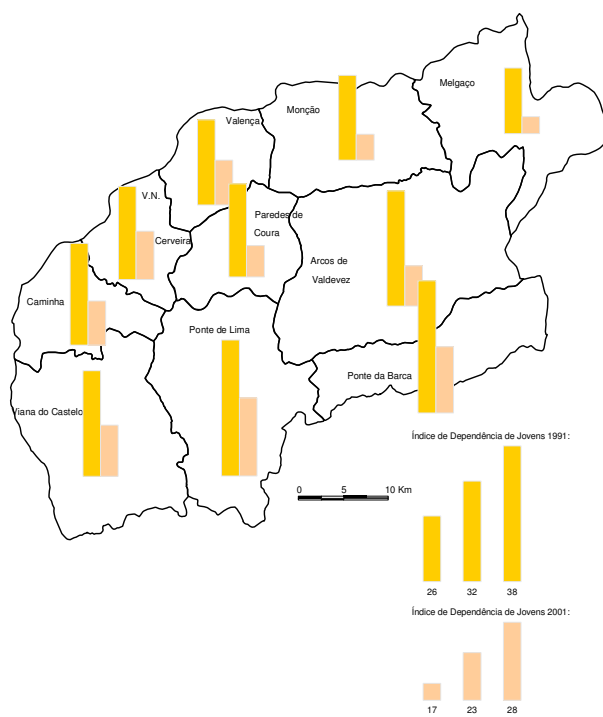 Melgaço
Monção
Valença
V.N.
Cerveira
Paredes de
Coura
Arcos de
Valdevez
Caminha
Ponte de Lima
Ponte da Barca
Viana do Castelo
Índice de Dependência de Jovens 1991:
0 5 10 Km
26 32 38
Índice de Dependência de Jovens 2001:
17 23 28